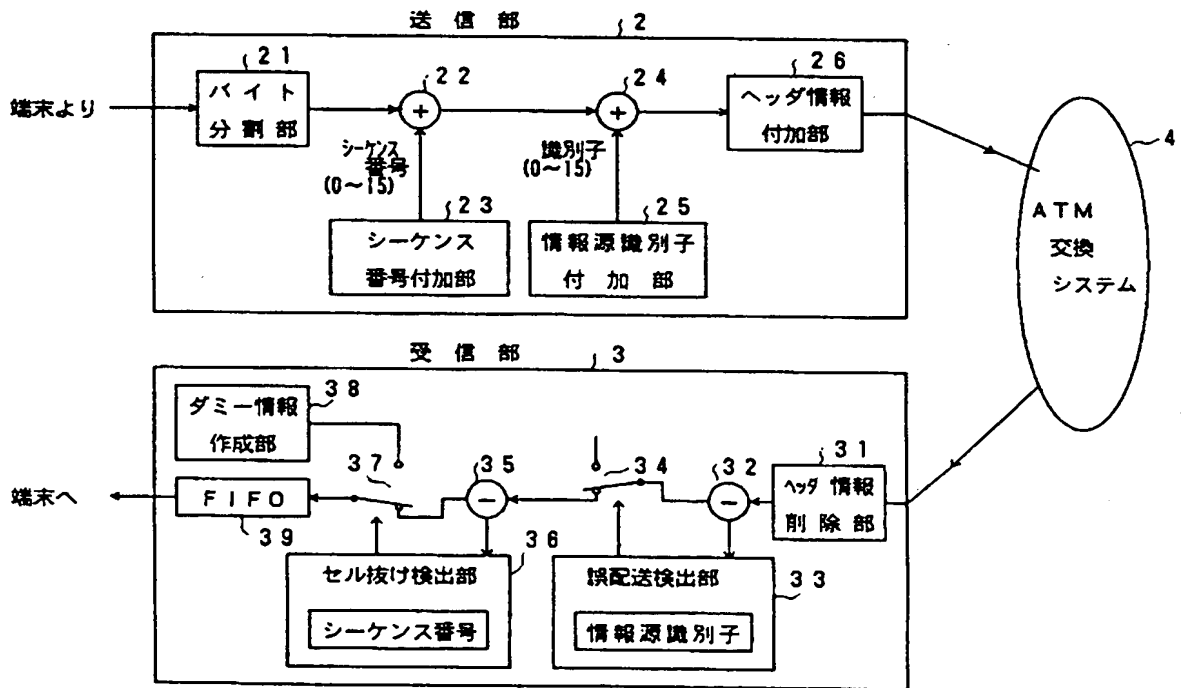 送信部 2
端末より
21
バイト
分割部
22
シーケンス
番号
(0～15)
23
シーケンス
番号付加部
24
識別子
(0～15)
25
情報源識別子
付加部
26
ヘッダ情報
付加部
4
ATM
交換
システム
受信部 3
38
ダミー情報
作成部
37
35
34
32
31
ヘッダ情報
削除部
端末へ
FIFO
39
36
セル抜け検出部
シーケンス番号
33
誤配送検出部
情報源識別子